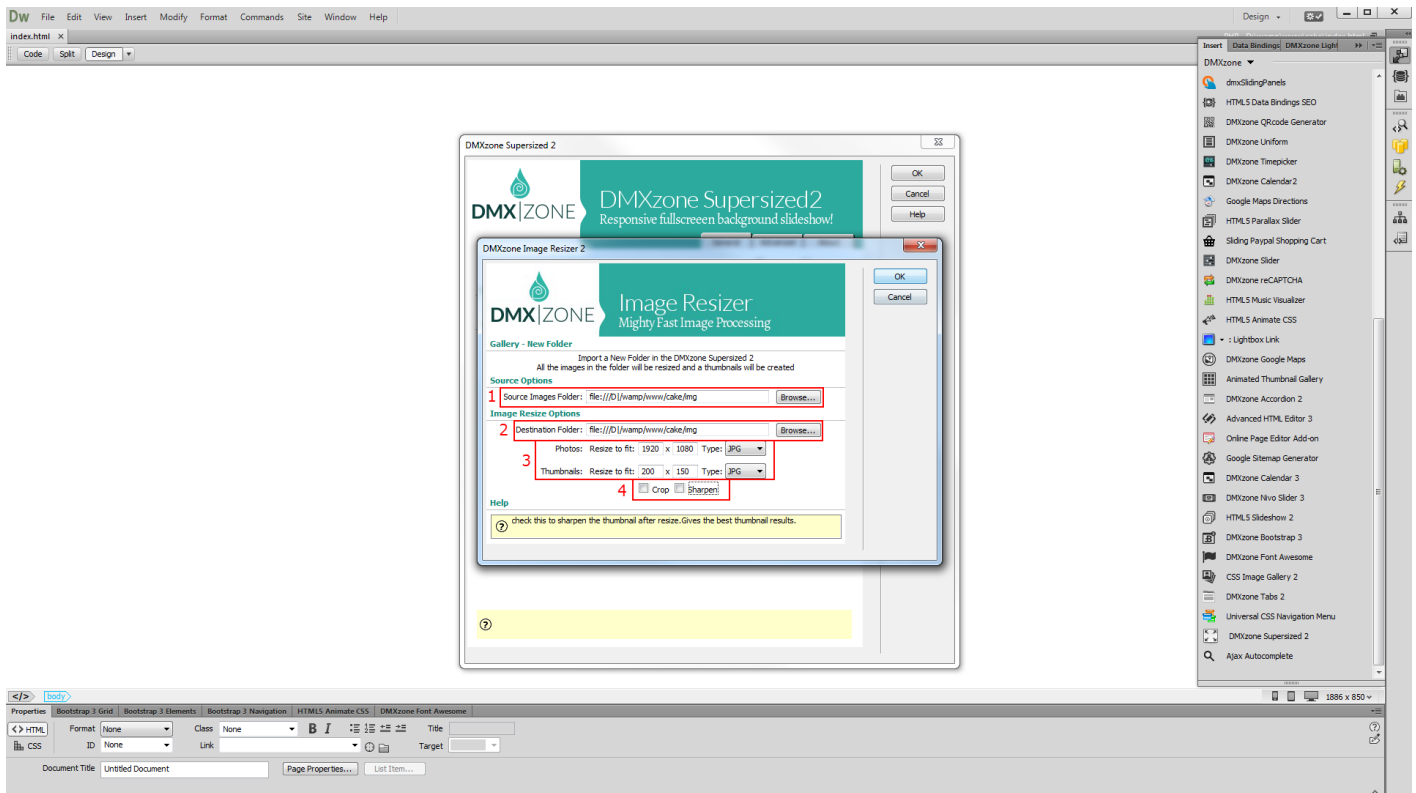 Dw File Edit View Insert Modify Format Commands Site Window Help
Design
index.html ×
Code Split Design
Insert Data Bindings DMXzone Light
DMXzone
dmxSlidingPanels
HTML5 Data Bindings SEO
DMXzone QRcode Generator
DMXzone Uniform
DMXzone Timepicker
DMXzone Calendar2
Google Maps Directions
HTML5 Parallax Slider
Sliding Paypal Shopping Cart
DMXzone Slider
DMXzone reCAPTCHA
HTML5 Music Visualizer
HTML5 Animate CSS
: Lightbox Link
DMXzone Google Maps
Animated Thumbnail Gallery
DMXzone Accordion 2
Advanced HTML Editor 3
Online Page Editor Add-on
Google Sitemap Generator
DMXzone Calendar 3
DMXzone Nivo Slider 3
HTML5 Slideshow 2
DMXzone Bootstrap 3
DMXzone Font Awesome
CSS Image Gallery 2
DMXzone Tabs 2
Universal CSS Navigation Menu
DMXzone Supersized 2
Ajax Autocomplete
DMXzone Supersized 2
DMX|ZONE
DMXzone Supersized2
Responsive fullscreeen background slideshow!
OK
Cancel
Help
DMXzone Image Resizer 2
DMX|ZONE
Image Resizer
Mighty Fast Image Processing
OK
Cancel
Gallery - New Folder
Import a New Folder in the DMXzone Supersized 2
All the images in the folder will be resized and a thumbnails will be created
Source Options
1 Source Images Folder: file:///D|/wamp/www/cake/img Browse...
Image Resize Options
2 Destination Folder: file:///D|/wamp/www/cake/img Browse...
3
Photos: Resize to fit: 1920 x 1080 Type: JPG
Thumbnails: Resize to fit: 200 x 150 Type: JPG
4 Crop Sharpen
Help
? check this to sharpen the thumbnail after resize.Gives the best thumbnail results.
?
</> body
1886 x 850
Properties Bootstrap 3 Grid Bootstrap 3 Elements Bootstrap 3 Navigation HTML5 Animate CSS DMXzone Font Awesome
<> HTML Format None Class None B I Title
CSS ID None Link Target
Document Title Untitled Document Page Properties... List Item...